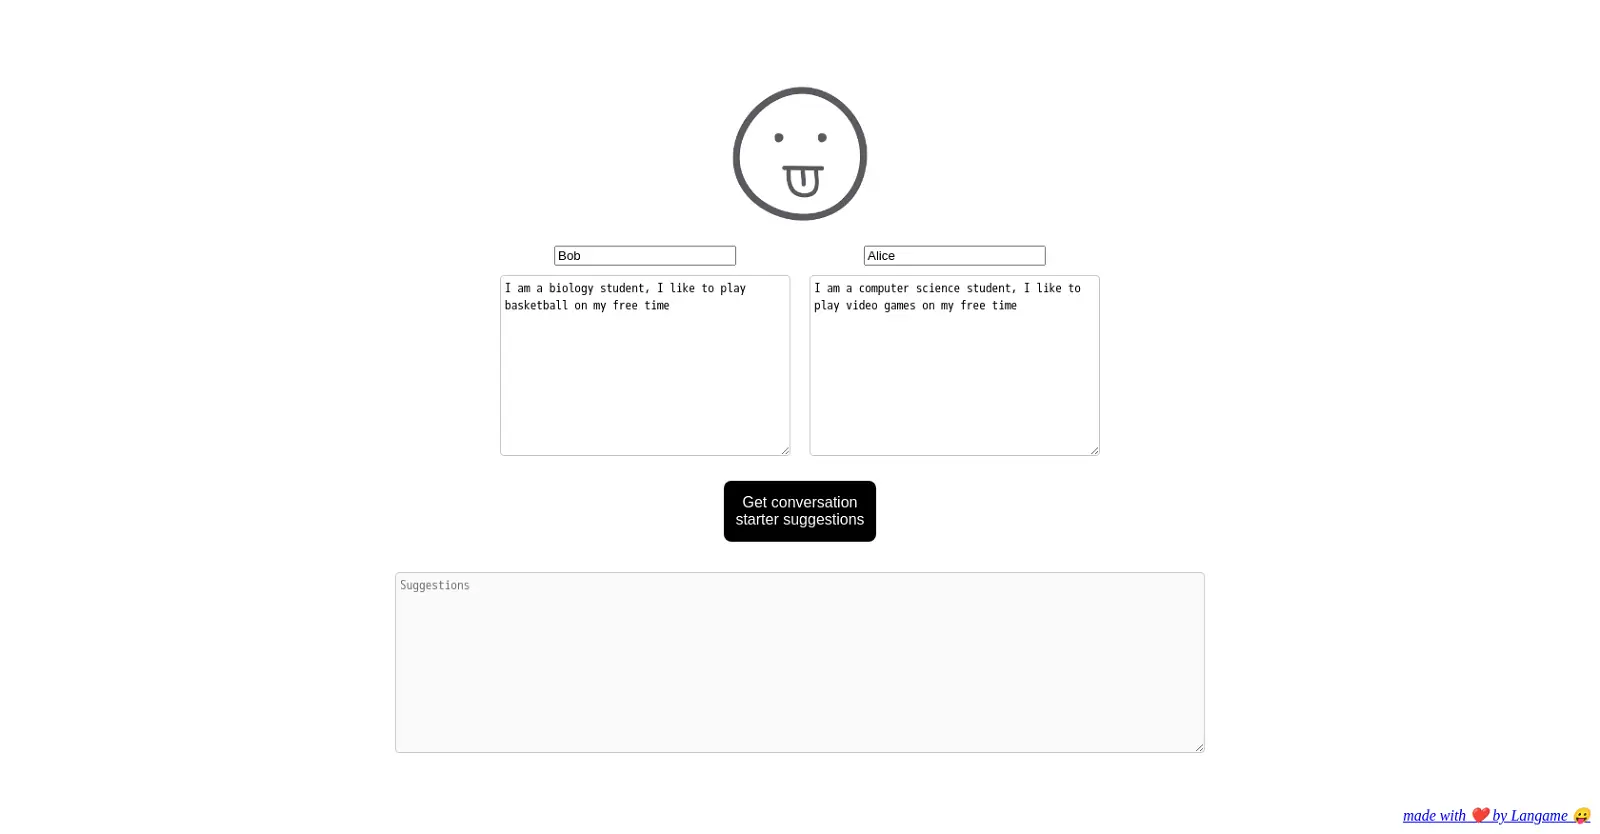 Bob
Alice
I am a biology student, I like to play
basketball on my free time
I am a computer science student, I like to
play video games on my free time
Get conversation
starter suggestions
Suggestions
made with ❤️ by Langame 😛